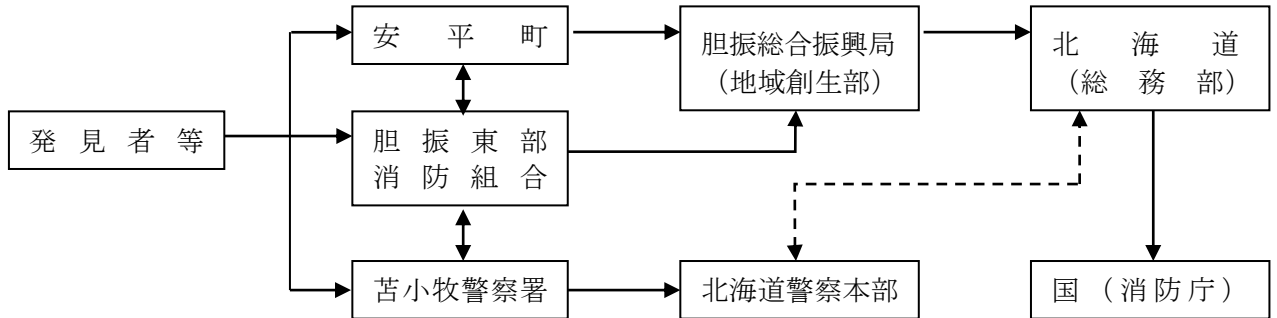 安平町
胆振総合振興局
（地域創生部）
北海道
（総務部）
発見者等
胆振東部
消防組合
苫小牧警察署
北海道警察本部
国（消防庁）